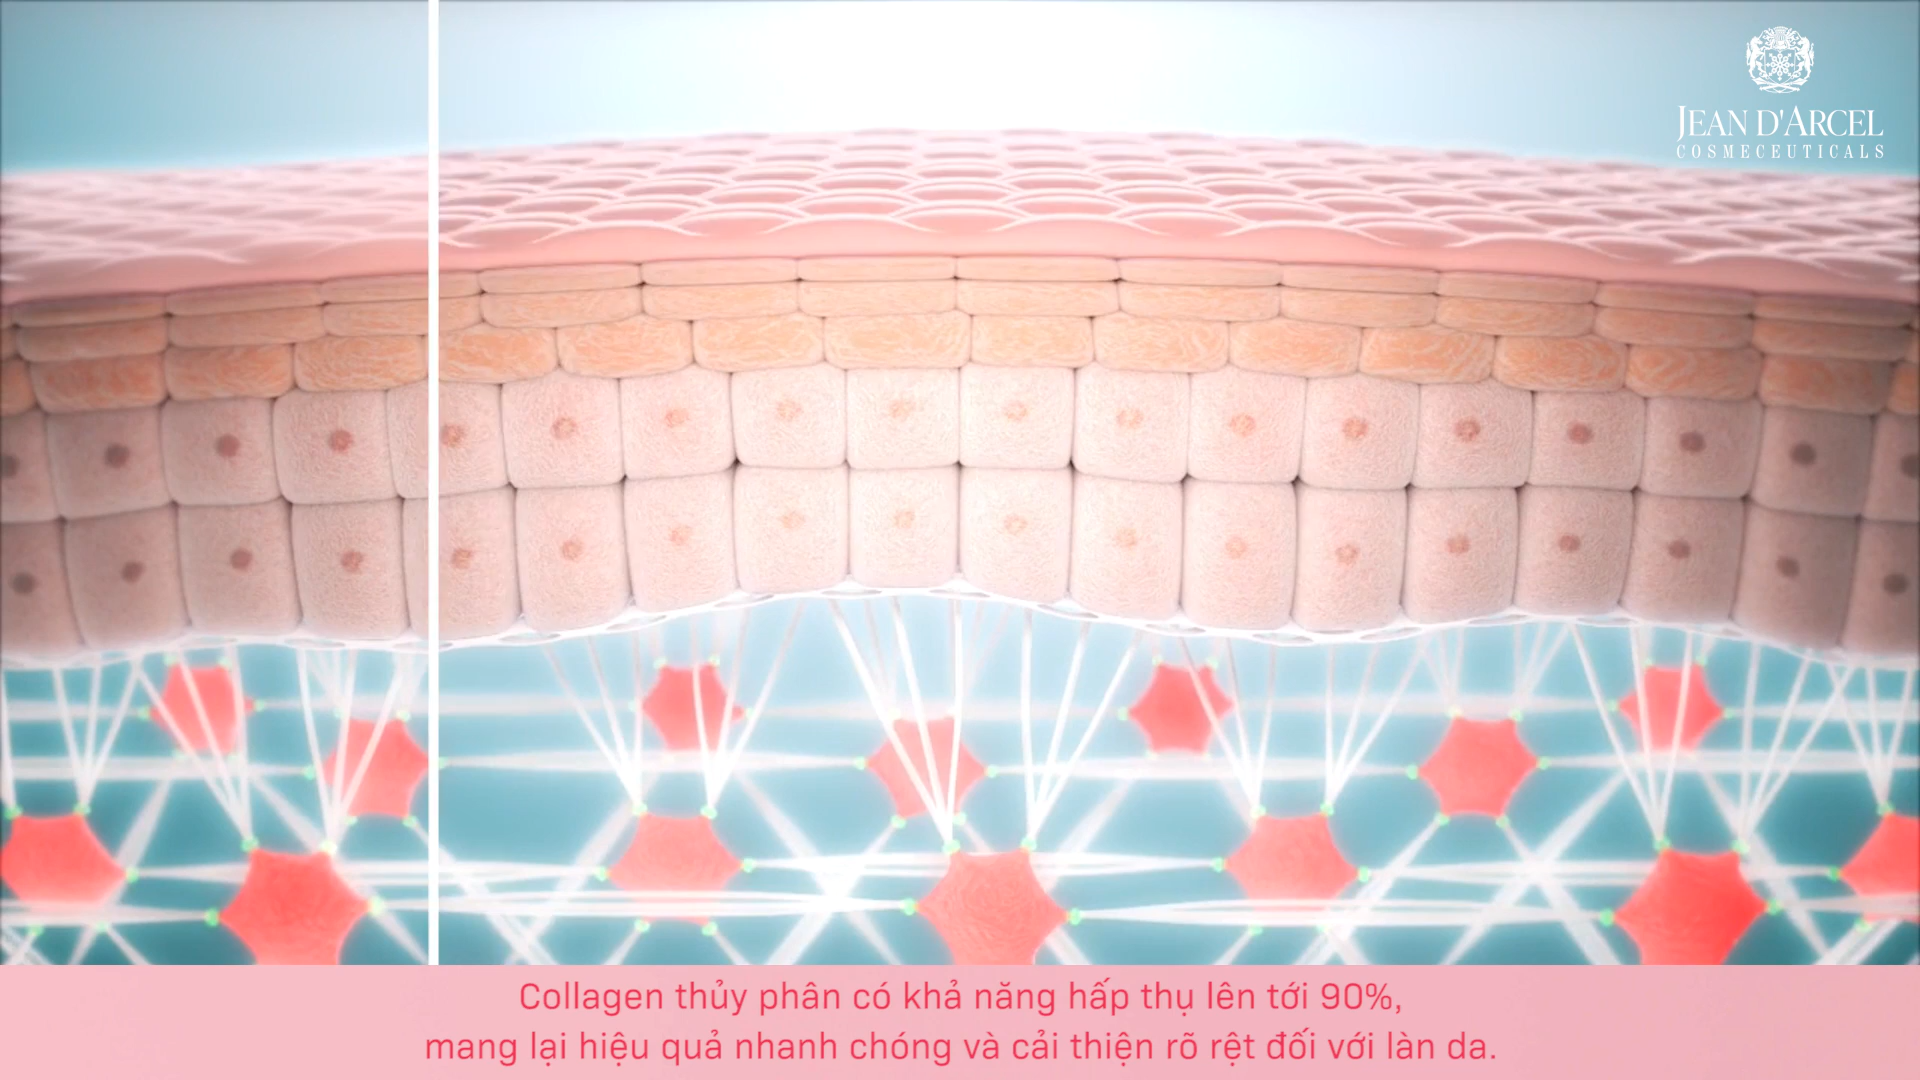 JEAN D'ARCEL
COSMECEUTICALS
Collagen thủy phân có khả năng hấp thụ lên tới 90%,
mang lại hiệu quả nhanh chóng và cải thiện rõ rệt đối với làn da.